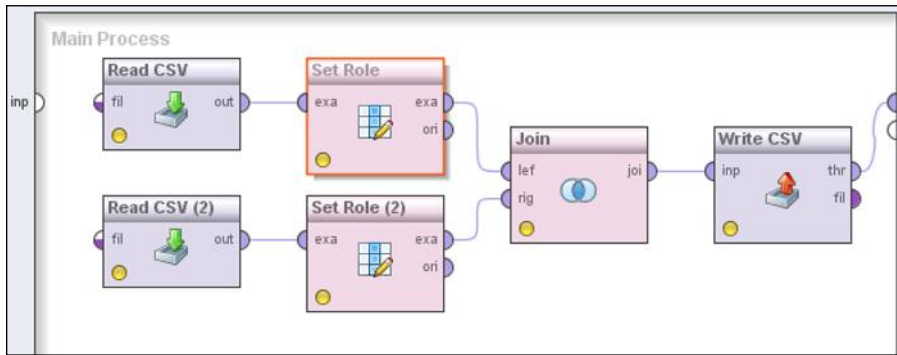 Main Process
Read CSV
Set Role
inp
fil
out
exa
exa
ori
Join
Write CSV
lef
joi
inp
thr
rig
fil
Read CSV (2)
Set Role (2)
fil
out
exa
exa
ori